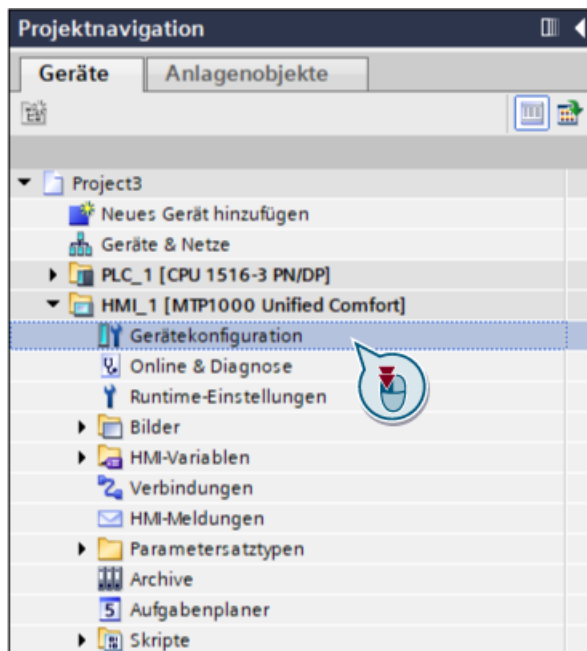 Projektnavigation
Geräte Anlagenobjekte
Project3
Neues Gerät hinzufügen
Geräte & Netze
PLC_1 [CPU 1516-3 PN/DP]
HMI_1 [MTP1000 Unified Comfort]
Gerätekonfiguration
Online & Diagnose
Runtime-Einstellungen
Bilder
HMI-Variablen
Verbindungen
HMI-Meldungen
Parametersatztypen
Archive
5 Aufgabenplaner
Skripte